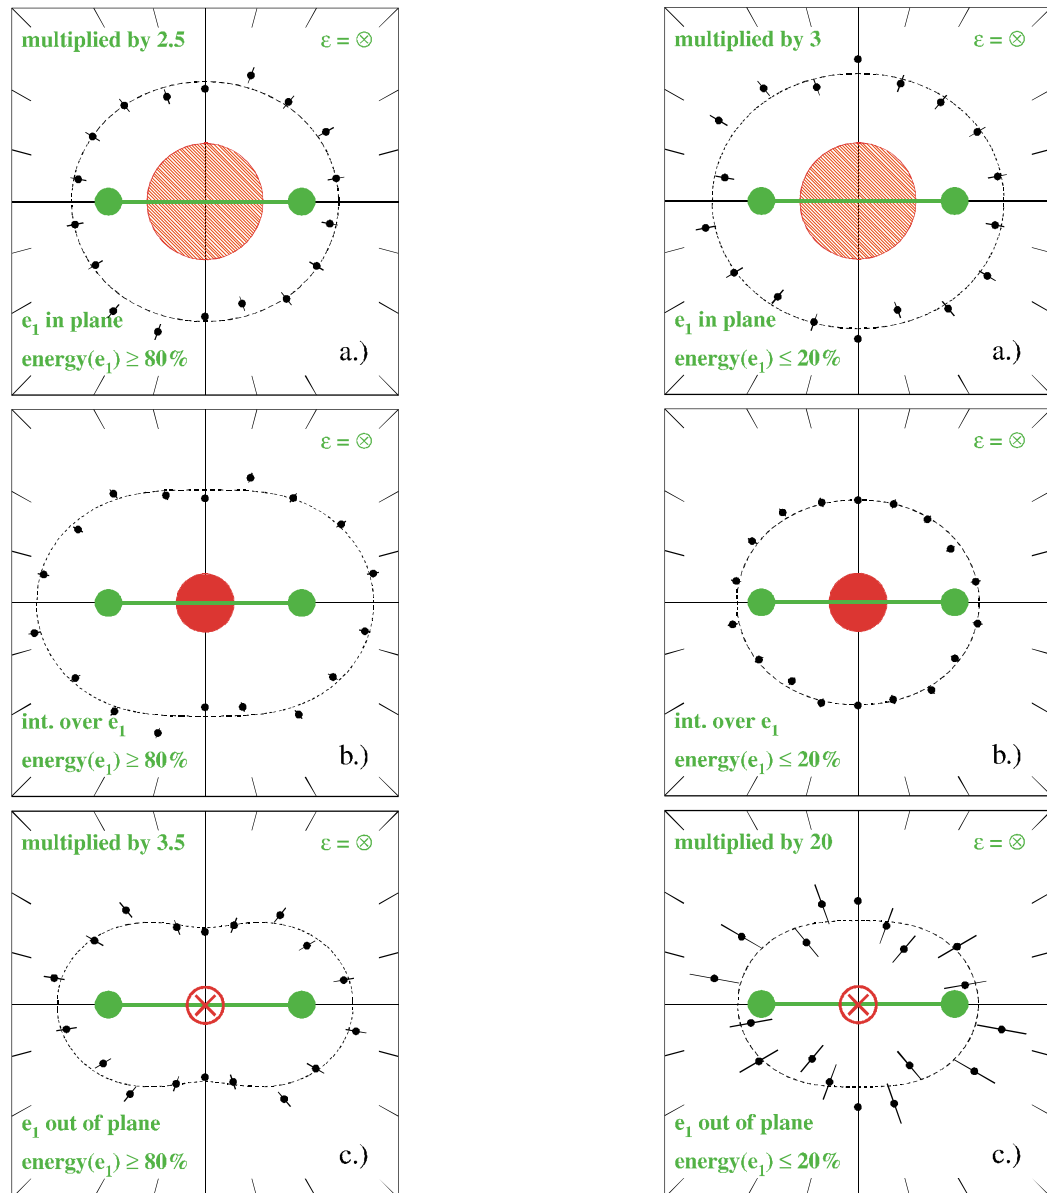 multiplied by 2.5 ε = ⊗
e₁ in plane
energy(e₁) ≥ 80% a.)
multiplied by 3 ε = ⊗
e₁ in plane
energy(e₁) ≤ 20% a.)
ε = ⊗
int. over e₁
energy(e₁) ≥ 80% b.)
ε = ⊗
int. over e₁
energy(e₁) ≤ 20% b.)
multiplied by 3.5 ε = ⊗
e₁ out of plane
energy(e₁) ≥ 80% c.)
multiplied by 20 ε = ⊗
e₁ out of plane
energy(e₁) ≤ 20% c.)